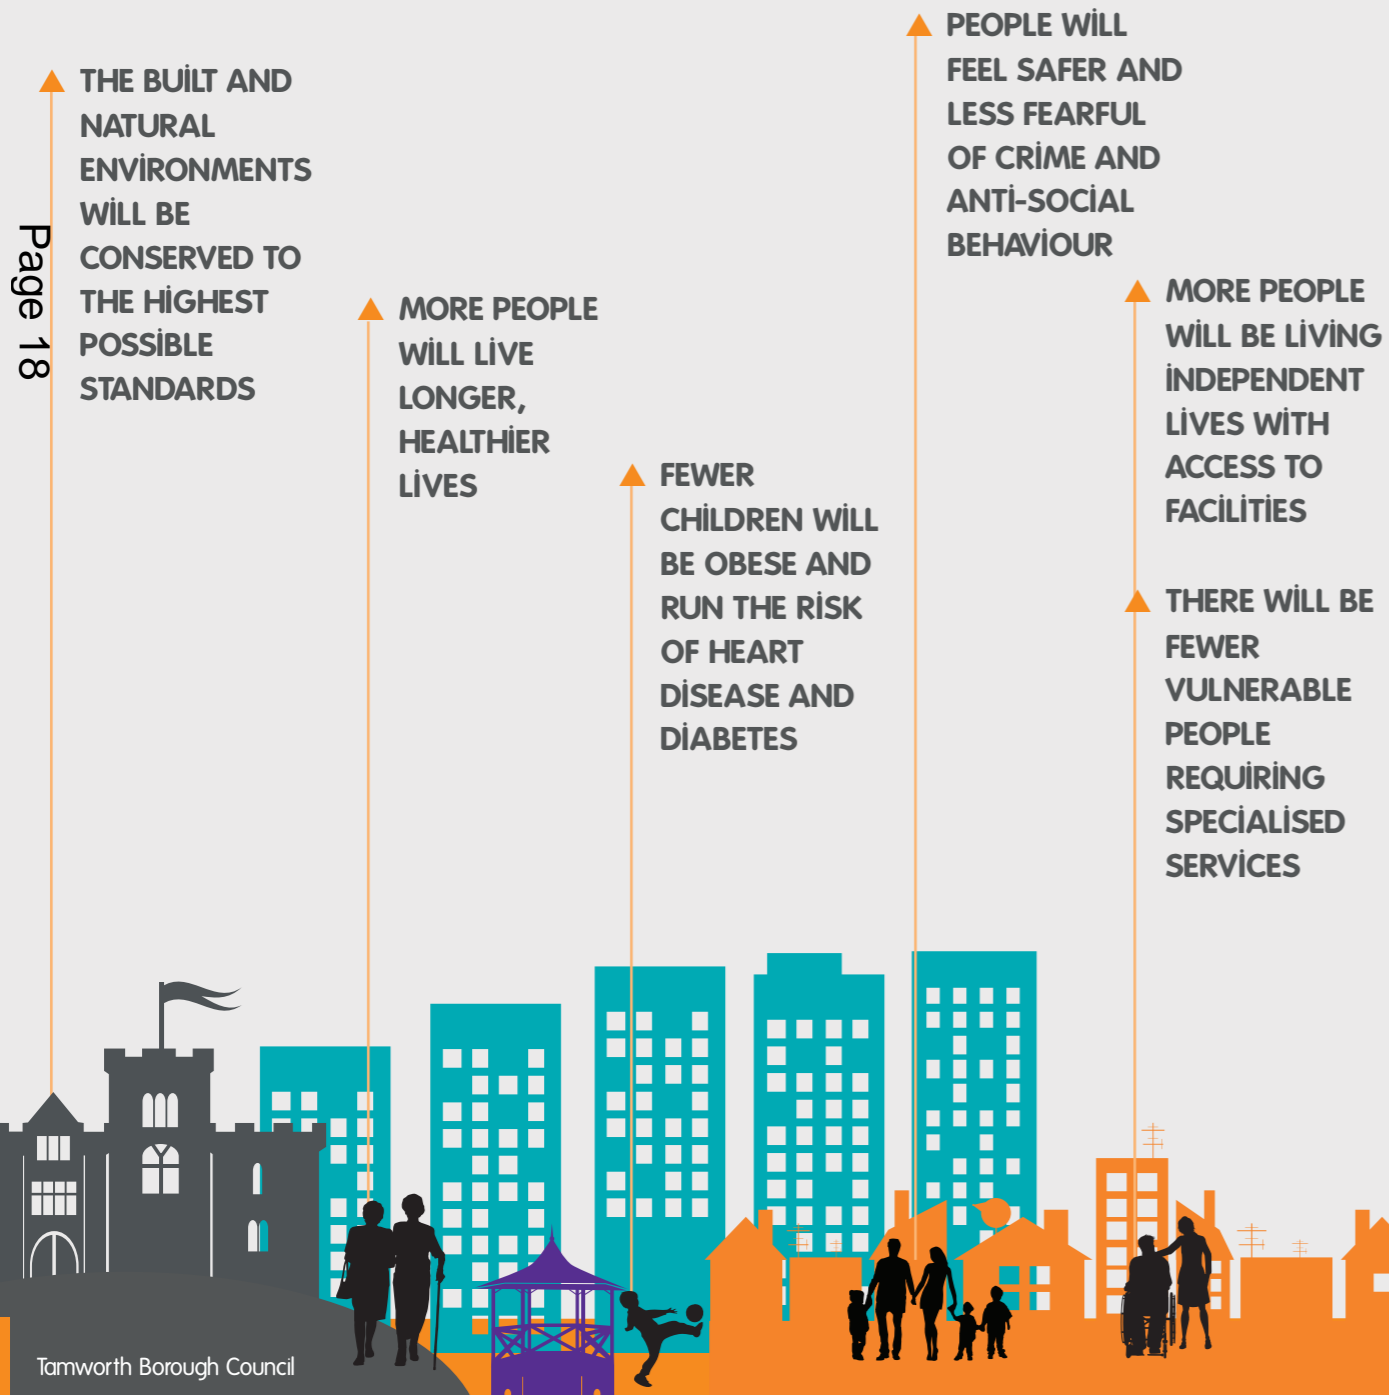 THE BUILT AND
NATURAL
ENVIRONMENTS
WILL BE
CONSERVED TO
THE HIGHEST
POSSIBLE
STANDARDS
MORE PEOPLE
WILL LIVE
LONGER,
HEALTHIER
LIVES
FEWER
CHILDREN WILL
BE OBESE AND
RUN THE RISK
OF HEART
DISEASE AND
DIABETES
PEOPLE WILL
FEEL SAFER AND
LESS FEARFUL
OF CRIME AND
ANTI-SOCIAL
BEHAVIOUR
MORE PEOPLE
WILL BE LIVING
INDEPENDENT
LIVES WITH
ACCESS TO
FACILITIES
THERE WILL BE
FEWER
VULNERABLE
PEOPLE
REQUIRING
SPECIALISED
SERVICES
Page 18
Tamworth Borough Council